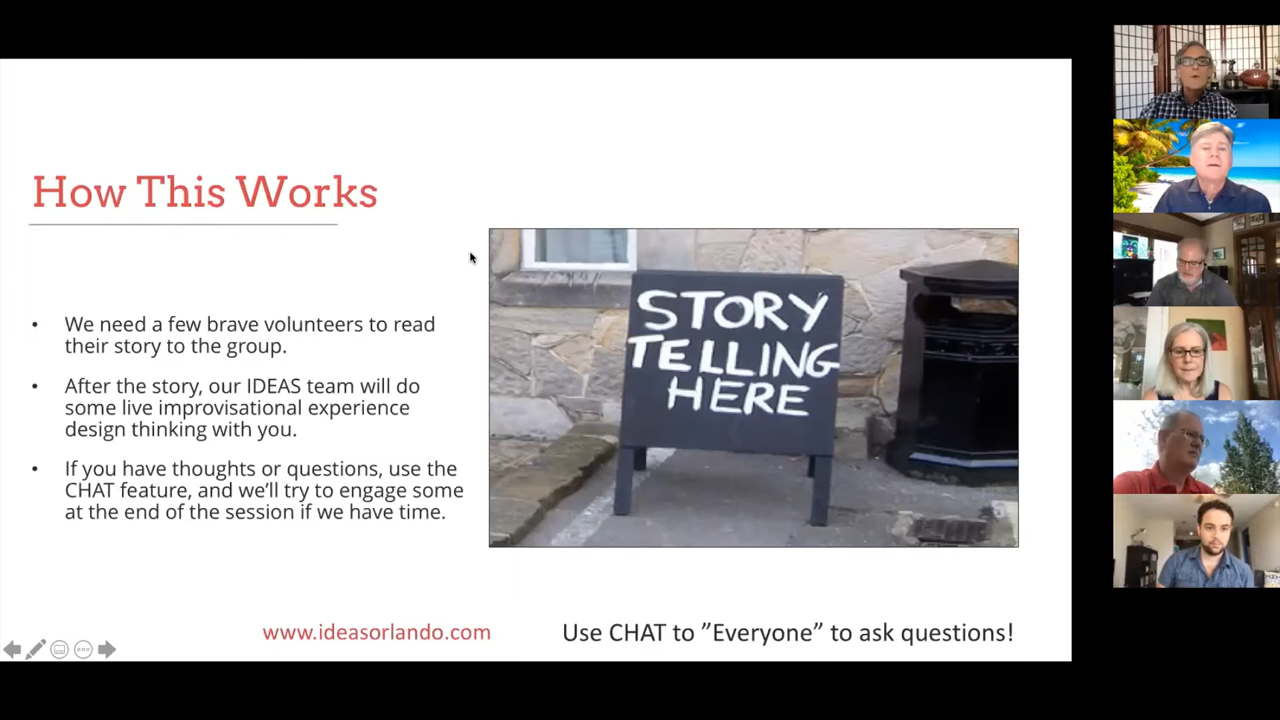 How This Works
• We need a few brave volunteers to read
their story to the group.
• After the story, our IDEAS team will do
some live improvisational experience
design thinking with you.
• If you have thoughts or questions, use the
CHAT feature, and we’ll try to engage some
at the end of the session if we have time.
STORY
TELLING
HERE
www.ideasorlando.com
Use CHAT to ”Everyone” to ask questions!